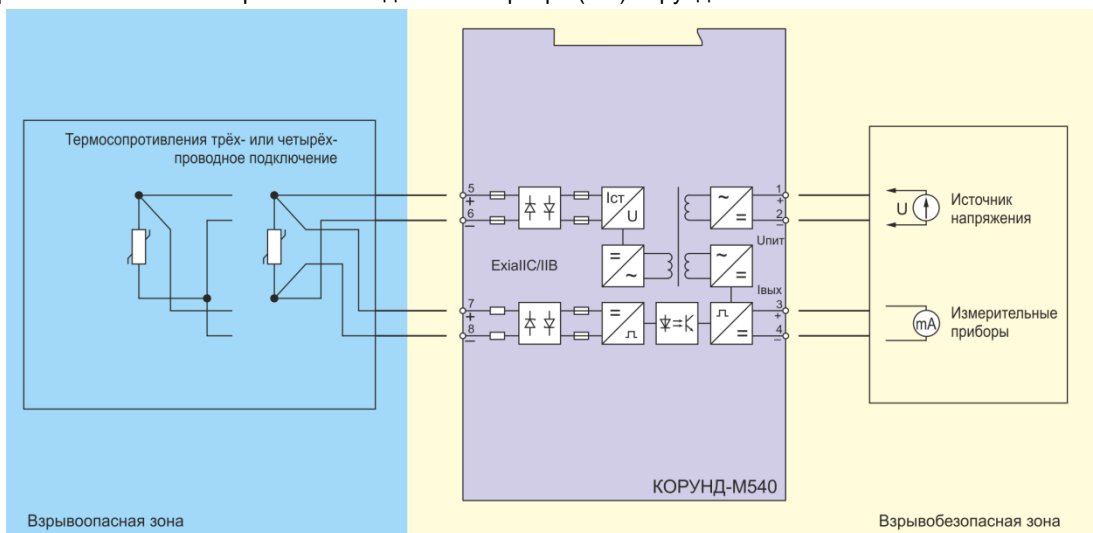 Термосопротивления трёх- или четырёх-
проводное подключение
5
+
6
–
Iст
U
1
+
2
–
Uпит
U
Источник
напряжения
=
~
~
=
~
=
ExiaIIC/IIB
Iвых
7
+
8
–
=
=
3
+
4
–
mA
Измерительные
приборы
КОРУНД-М540
Взрывоопасная зона
Взрывобезопасная зона